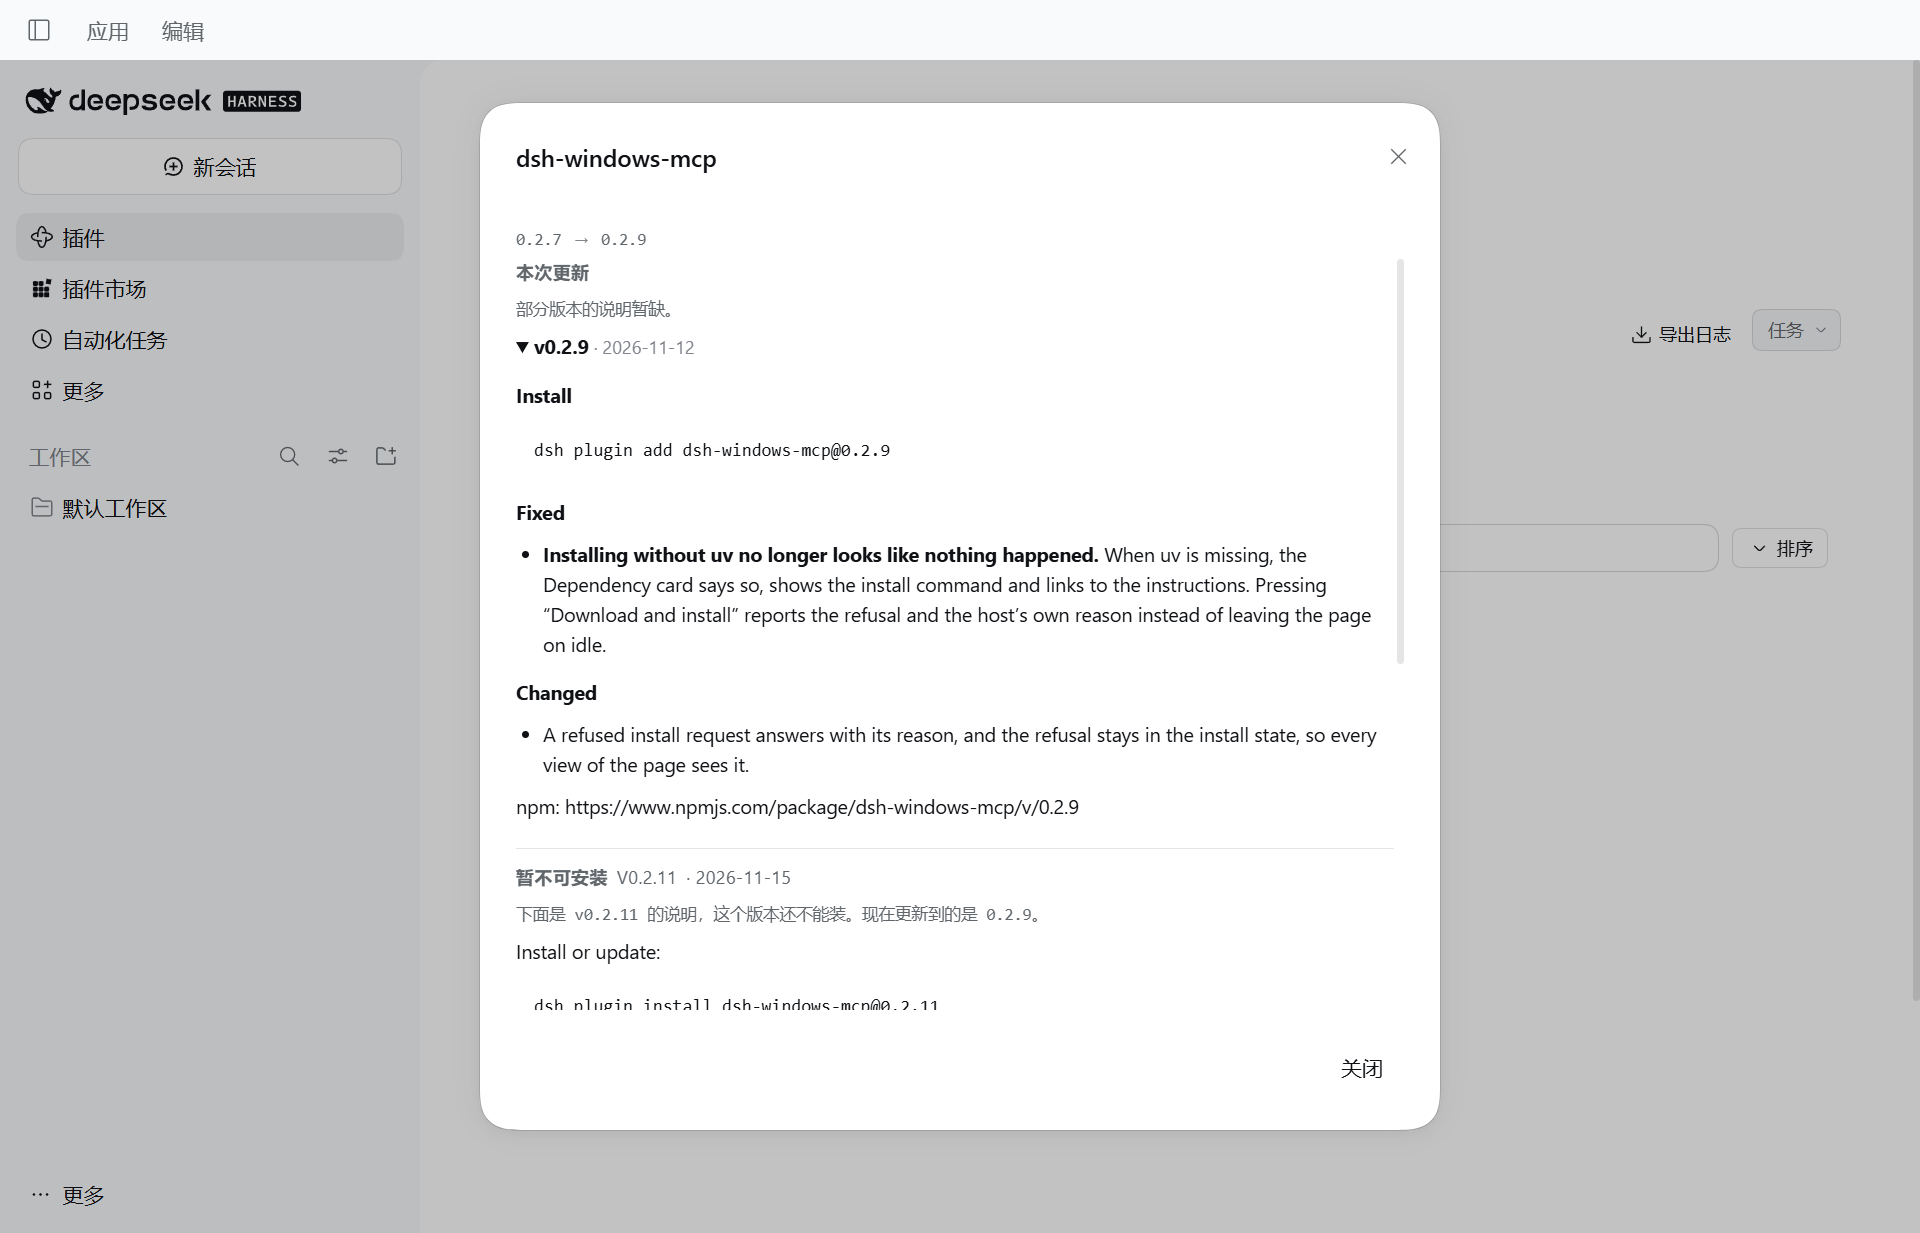 应用 编辑
deepseek HARNESS
新会话
插件
插件市场
自动化任务
更多
工作区
默认工作区
更多
导出日志 任务
排序
dsh-windows-mcp
0.2.7 → 0.2.9
本次更新
部分版本的说明暂缺。
▼ v0.2.9 · 2026-11-12
Install
dsh plugin add dsh-windows-mcp@0.2.9
Fixed
• Installing without uv no longer looks like nothing happened. When uv is missing, the
Dependency card says so, shows the install command and links to the instructions. Pressing
“Download and install” reports the refusal and the host’s own reason instead of leaving the page
on idle.
Changed
• A refused install request answers with its reason, and the refusal stays in the install state, so every
view of the page sees it.
npm: https://www.npmjs.com/package/dsh-windows-mcp/v/0.2.9
暂不可安装 V0.2.11 · 2026-11-15
下面是 v0.2.11 的说明，这个版本还不能装。现在更新到的是 0.2.9。
Install or update:
dsh plugin install dsh-windows-mcp@0.2.11
关闭